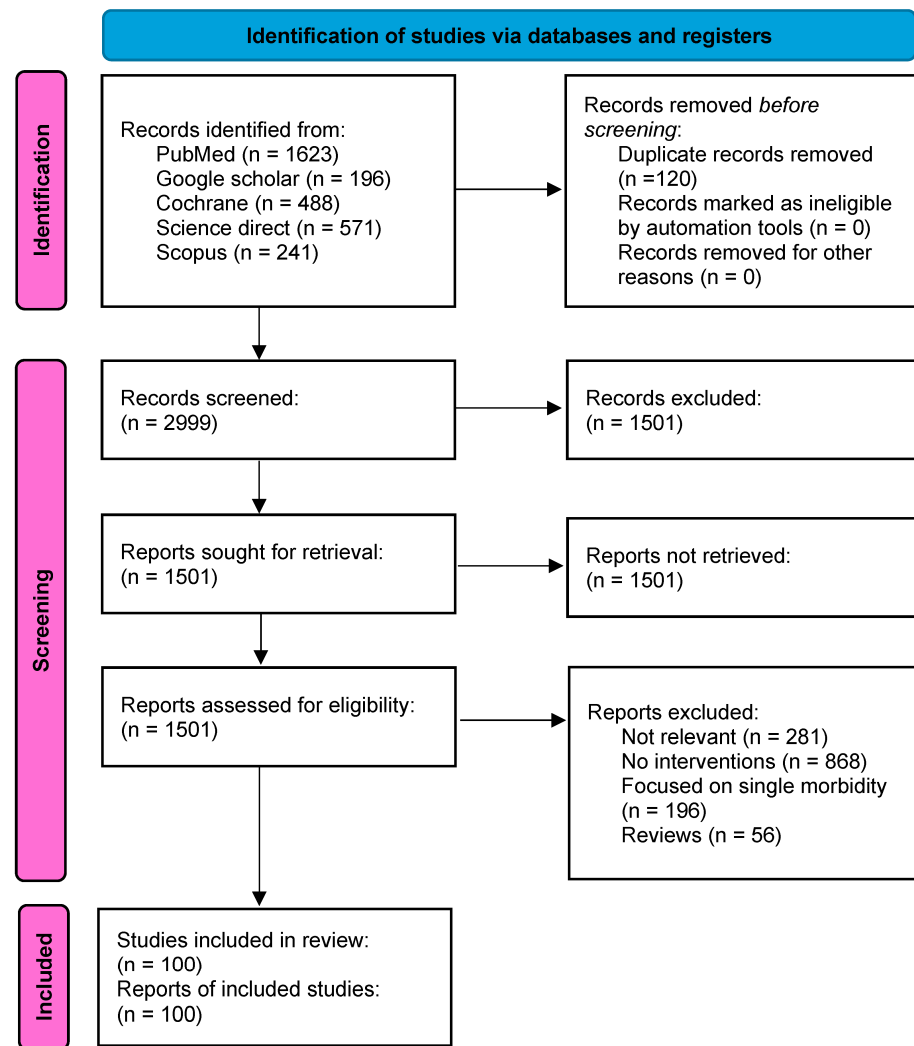 Identification of studies via databases and registers
Identification
Records identified from:
PubMed (n = 1623)
Google scholar (n = 196)
Cochrane (n = 488)
Science direct (n = 571)
Scopus (n = 241)
Records removed before
screening:
Duplicate records removed
(n =120)
Records marked as ineligible
by automation tools (n = 0)
Records removed for other
reasons (n = 0)
Screening
Records screened:
(n = 2999)
Records excluded:
(n = 1501)
Reports sought for retrieval:
(n = 1501)
Reports not retrieved:
(n = 1501)
Reports assessed for eligibility:
(n = 1501)
Reports excluded:
Not relevant (n = 281)
No interventions (n = 868)
Focused on single morbidity
(n = 196)
Reviews (n = 56)
Included
Studies included in review:
(n = 100)
Reports of included studies:
(n = 100)